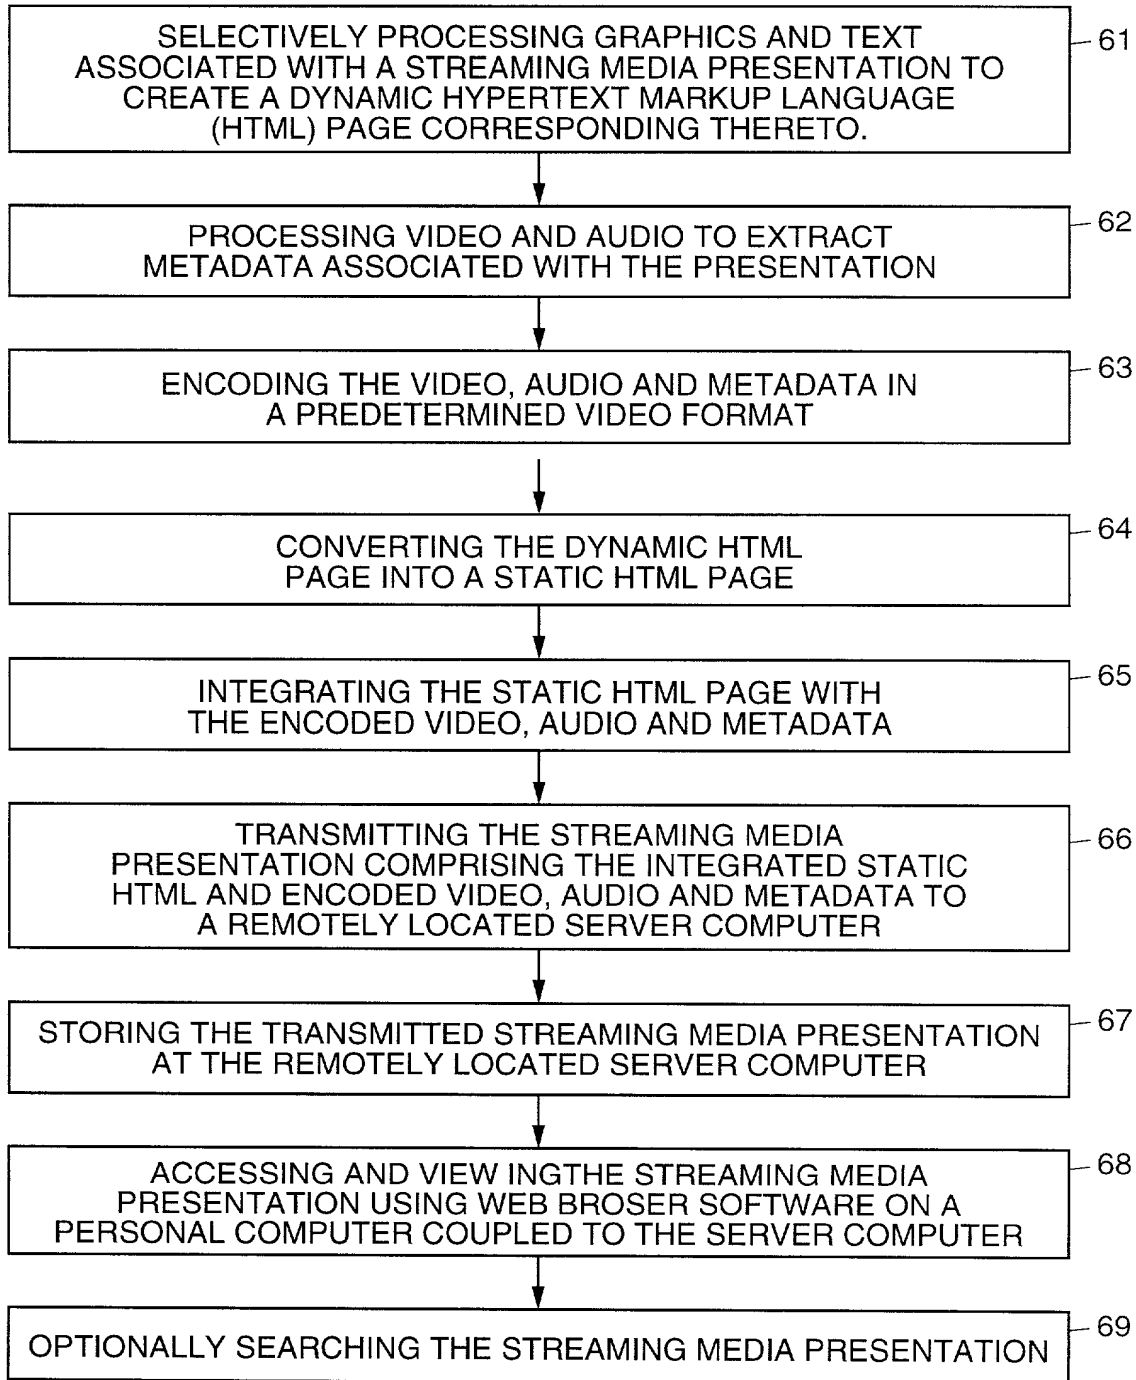 SELECTIVELY PROCESSING GRAPHICS AND TEXT
ASSOCIATED WITH A STREAMING MEDIA PRESENTATION TO
CREATE A DYNAMIC HYPERTEXT MARKUP LANGUAGE
(HTML) PAGE CORRESPONDING THERETO.
61
PROCESSING VIDEO AND AUDIO TO EXTRACT
METADATA ASSOCIATED WITH THE PRESENTATION
62
ENCODING THE VIDEO, AUDIO AND METADATA IN
A PREDETERMINED VIDEO FORMAT
63
CONVERTING THE DYNAMIC HTML
PAGE INTO A STATIC HTML PAGE
64
INTEGRATING THE STATIC HTML PAGE WITH
THE ENCODED VIDEO, AUDIO AND METADATA
65
TRANSMITTING THE STREAMING MEDIA
PRESENTATION COMPRISING THE INTEGRATED STATIC
HTML AND ENCODED VIDEO, AUDIO AND METADATA TO
A REMOTELY LOCATED SERVER COMPUTER
66
STORING THE TRANSMITTED STREAMING MEDIA PRESENTATION
AT THE REMOTELY LOCATED SERVER COMPUTER
67
ACCESSING AND VIEW INGTHE STREAMING MEDIA
PRESENTATION USING WEB BROSER SOFTWARE ON A
PERSONAL COMPUTER COUPLED TO THE SERVER COMPUTER
68
OPTIONALLY SEARCHING THE STREAMING MEDIA PRESENTATION
69